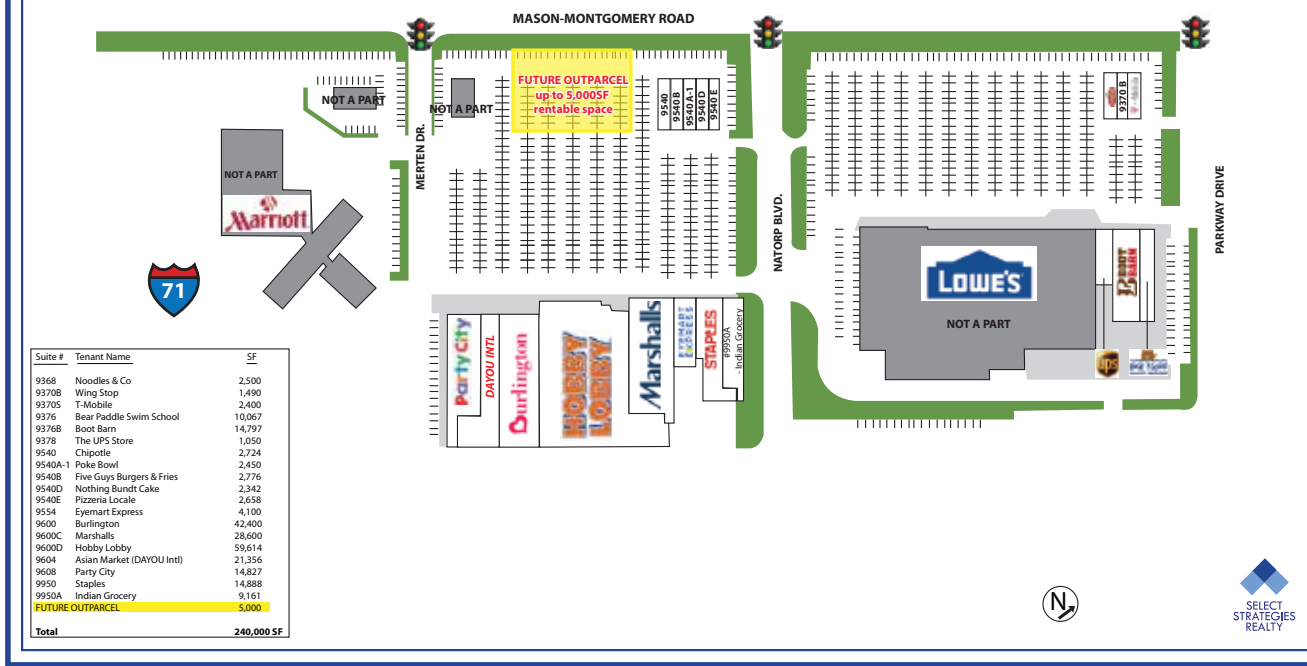 MASON-MONTGOMERY ROAD
FUTURE OUTPARCEL
up to 5,000SF
rentable space
NOT A PART
NOT A PART
9540
9540 B
9540 A-1
9540 D
9540 E
9370 B
MERTEN DR.
NATORP BLVD.
PARKWAY DRIVE
NOT A PART
Marriott
71
LOWE'S
NOT A PART
BOOT
BARN
ups
Party City
DAYOU INTL
Burlington
HOBBY
LOBBY
Marshalls
EYEMART
EXPRESS
STAPLES
#9950A
- Indian Grocery
Suite # Tenant Name SF
9368 Noodles & Co 2,500
9370B Wing Stop 1,490
9370S T-Mobile 2,400
9376 Bear Paddle Swim School 10,067
9376B Boot Barn 14,797
9378 The UPS Store 1,050
9540 Chipotle 2,724
9540A-1 Poke Bowl 2,450
9540B Five Guys Burgers & Fries 2,776
9540D Nothing Bundt Cake 2,342
9540E Pizzeria Locale 2,658
9554 Eyemart Express 4,100
9600 Burlington 42,400
9600C Marshalls 28,600
9600D Hobby Lobby 59,614
9604 Asian Market (DAYOU Intl) 21,356
9608 Party City 14,827
9950 Staples 14,888
9950A Indian Grocery 9,161
FUTURE OUTPARCEL 5,000
Total 240,000 SF
N
SELECT
STRATEGIES
REALTY